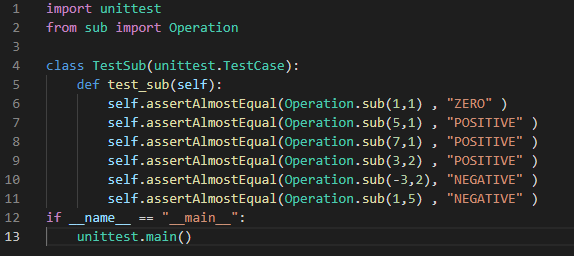 1 import unittest
2 from sub import Operation
3
4 class TestSub(unittest.TestCase):
5     def test_sub(self):
6         self.assertAlmostEqual(Operation.sub(1,1) , "ZERO" )
7         self.assertAlmostEqual(Operation.sub(5,1) , "POSITIVE" )
8         self.assertAlmostEqual(Operation.sub(7,1) , "POSITIVE" )
9         self.assertAlmostEqual(Operation.sub(3,2) , "POSITIVE" )
10         self.assertAlmostEqual(Operation.sub(-3,2), "NEGATIVE" )
11         self.assertAlmostEqual(Operation.sub(1,5) , "NEGATIVE" )
12 if __name__ == "__main__":
13     unittest.main()